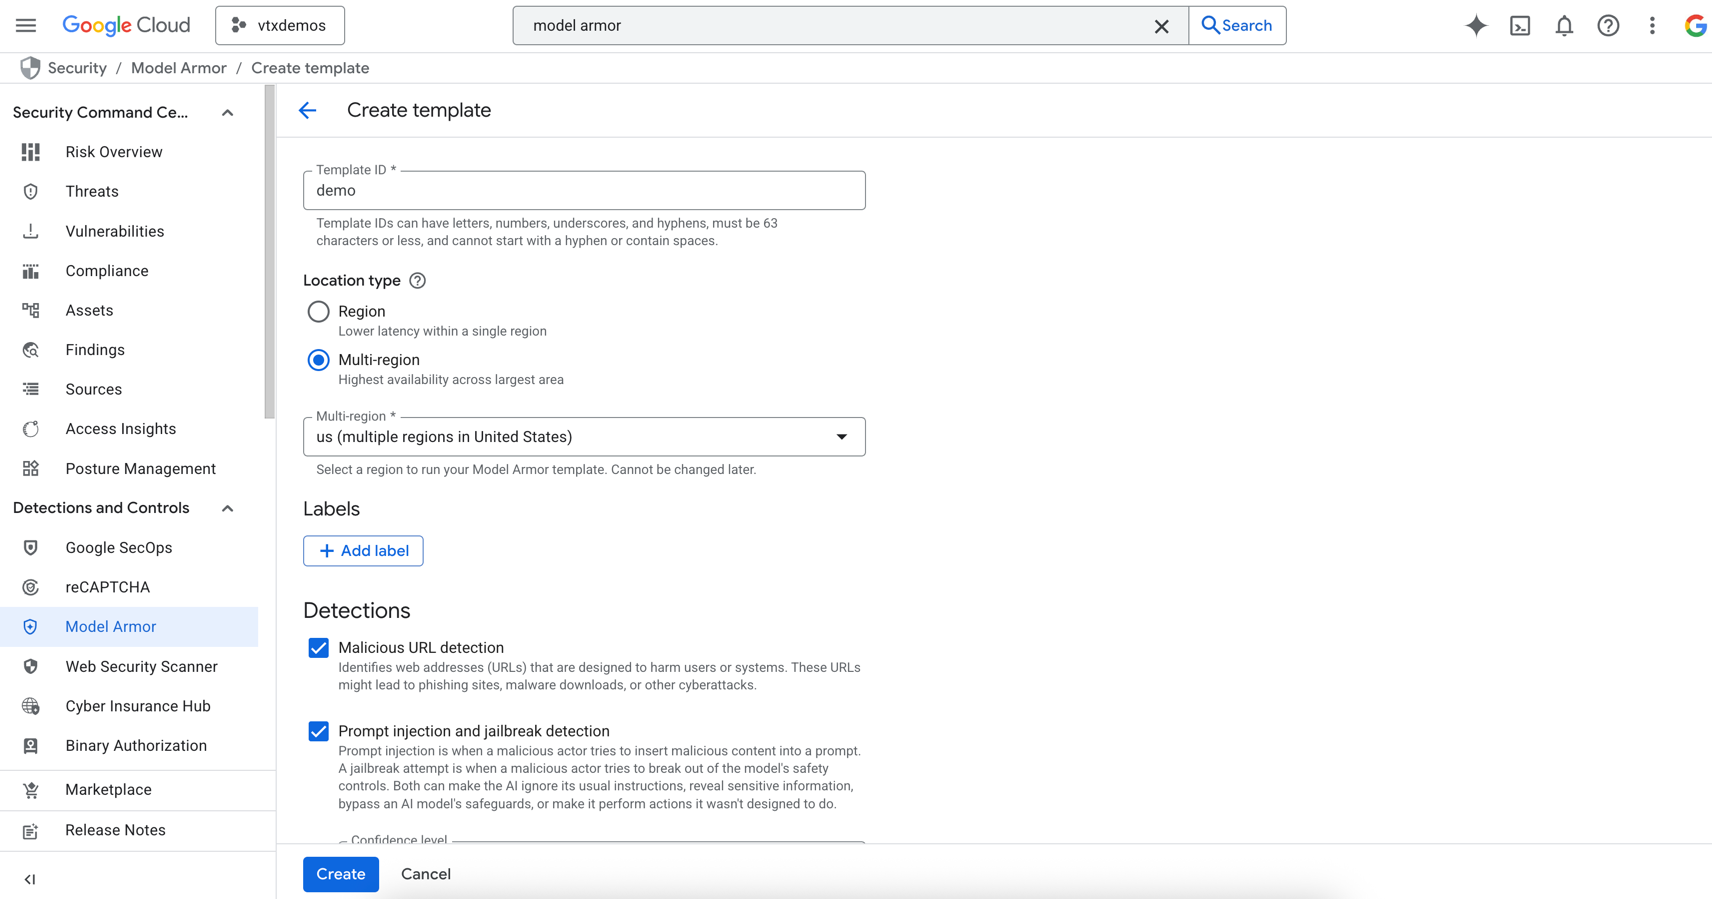 Google Cloud
vtxdemos
model armor
Search
Security / Model Armor / Create template
Security Command Ce...
Risk Overview
Threats
Vulnerabilities
Compliance
Assets
Findings
Sources
Access Insights
Posture Management
Detections and Controls
Google SecOps
reCAPTCHA
Model Armor
Web Security Scanner
Cyber Insurance Hub
Binary Authorization
Marketplace
Release Notes
Create template
Template ID *
demo
Template IDs can have letters, numbers, underscores, and hyphens, must be 63
characters or less, and cannot start with a hyphen or contain spaces.
Location type
Region
Lower latency within a single region
Multi-region
Highest availability across largest area
Multi-region *
us (multiple regions in United States)
Select a region to run your Model Armor template. Cannot be changed later.
Labels
Add label
Detections
Malicious URL detection
Identifies web addresses (URLs) that are designed to harm users or systems. These URLs
might lead to phishing sites, malware downloads, or other cyberattacks.
Prompt injection and jailbreak detection
Prompt injection is when a malicious actor tries to insert malicious content into a prompt.
A jailbreak attempt is when a malicious actor tries to break out of the model's safety
controls. Both can make the AI ignore its usual instructions, reveal sensitive information,
bypass an AI model's safeguards, or make it perform actions it wasn't designed to do.
Confidence level
Create
Cancel